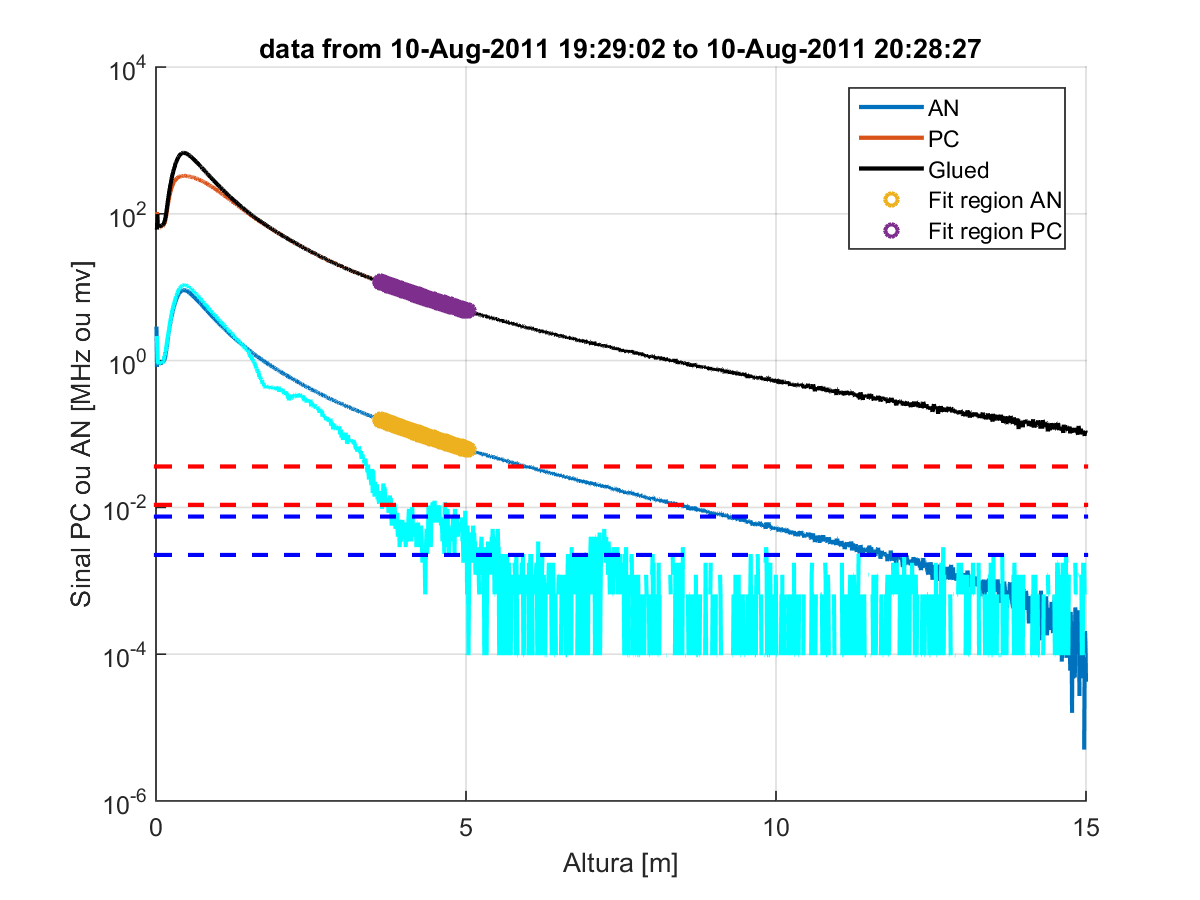 data from 10-Aug-2011 19:29:02 to 10-Aug-2011 20:28:27
AN
PC
Glued
Fit region AN
Fit region PC
Sinal PC ou AN [MHz ou mv]
10^4
10^2
10^0
10^-2
10^-4
10^-6
0 5 10 15
Altura [m]